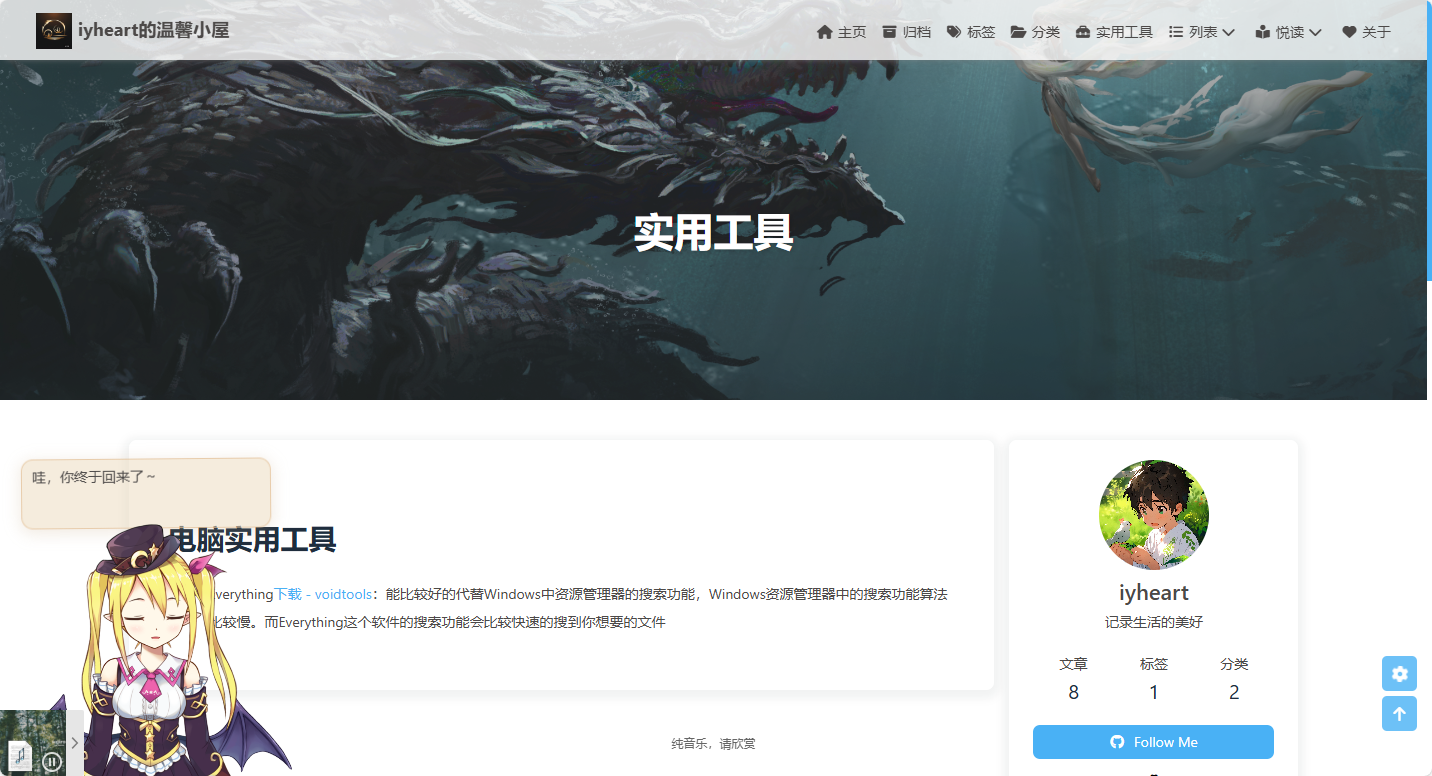 iyheart的温馨小屋
主页 归档 标签 分类 实用工具 列表 悦读 关于
实用工具
哇，你终于回来了～
电脑实用工具
verything下载 - voidtools：能比较好的代替Windows中资源管理器的搜索功能，Windows资源管理器中的搜索功能算法
比较慢。而Everything这个软件的搜索功能会比较快速的搜到你想要的文件
iyheart
记录生活的美好
文章 标签 分类
8 1 2
Follow Me
纯音乐，请欣赏